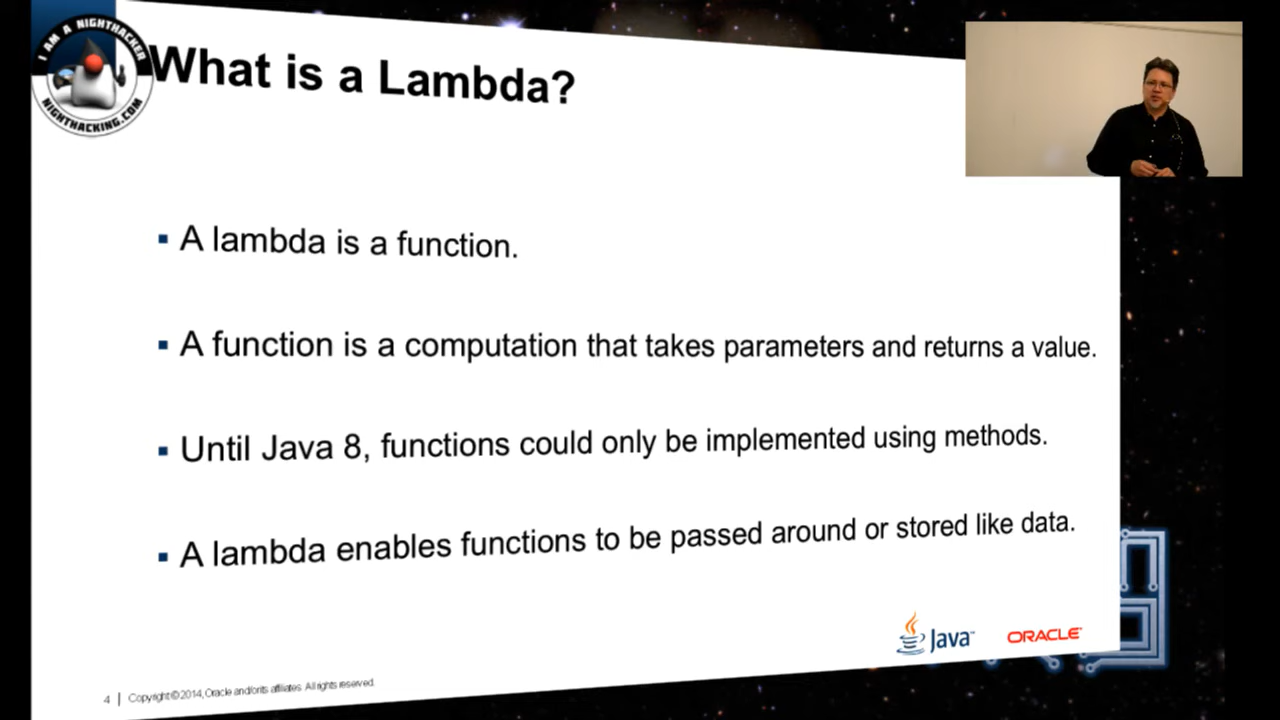 I AM A NIGHTHACKER
NIGHTHACKING.COM
What is a Lambda?
A lambda is a function.
A function is a computation that takes parameters and returns a value.
Until Java 8, functions could only be implemented using methods.
A lambda enables functions to be passed around or stored like data.
Java™
ORACLE®
4 | Copyright © 2014, Oracle and/or its affiliates. All rights reserved.